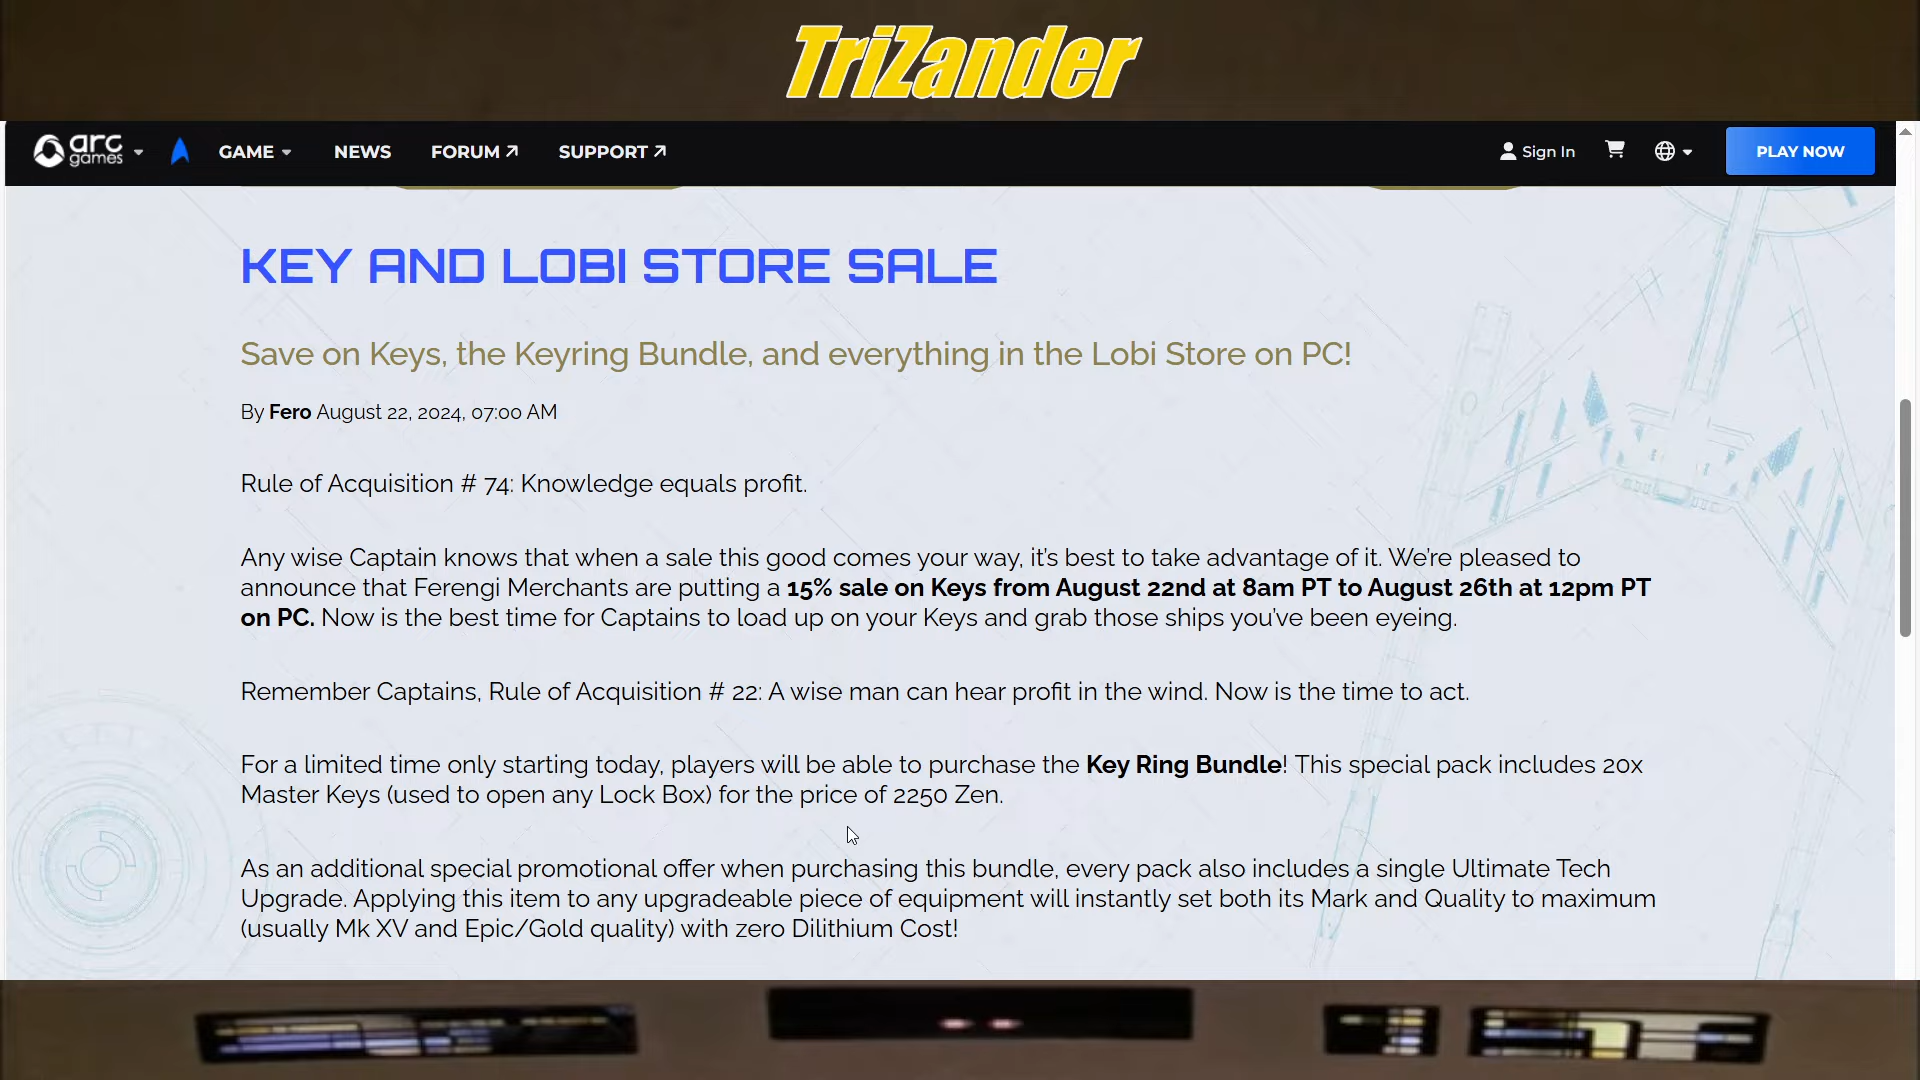 TriZander
arc games
GAME
NEWS
FORUM
SUPPORT
Sign In
PLAY NOW
KEY AND LOBI STORE SALE
Save on Keys, the Keyring Bundle, and everything in the Lobi Store on PC!
By Fero August 22, 2024, 07:00 AM
Rule of Acquisition # 74: Knowledge equals profit.
Any wise Captain knows that when a sale this good comes your way, it’s best to take advantage of it. We’re pleased to
announce that Ferengi Merchants are putting a 15% sale on Keys from August 22nd at 8am PT to August 26th at 12pm PT
on PC. Now is the best time for Captains to load up on your Keys and grab those ships you’ve been eyeing.
Remember Captains, Rule of Acquisition # 22: A wise man can hear profit in the wind. Now is the time to act.
For a limited time only starting today, players will be able to purchase the Key Ring Bundle! This special pack includes 20x
Master Keys (used to open any Lock Box) for the price of 2250 Zen.
As an additional special promotional offer when purchasing this bundle, every pack also includes a single Ultimate Tech
Upgrade. Applying this item to any upgradeable piece of equipment will instantly set both its Mark and Quality to maximum
(usually Mk XV and Epic/Gold quality) with zero Dilithium Cost!